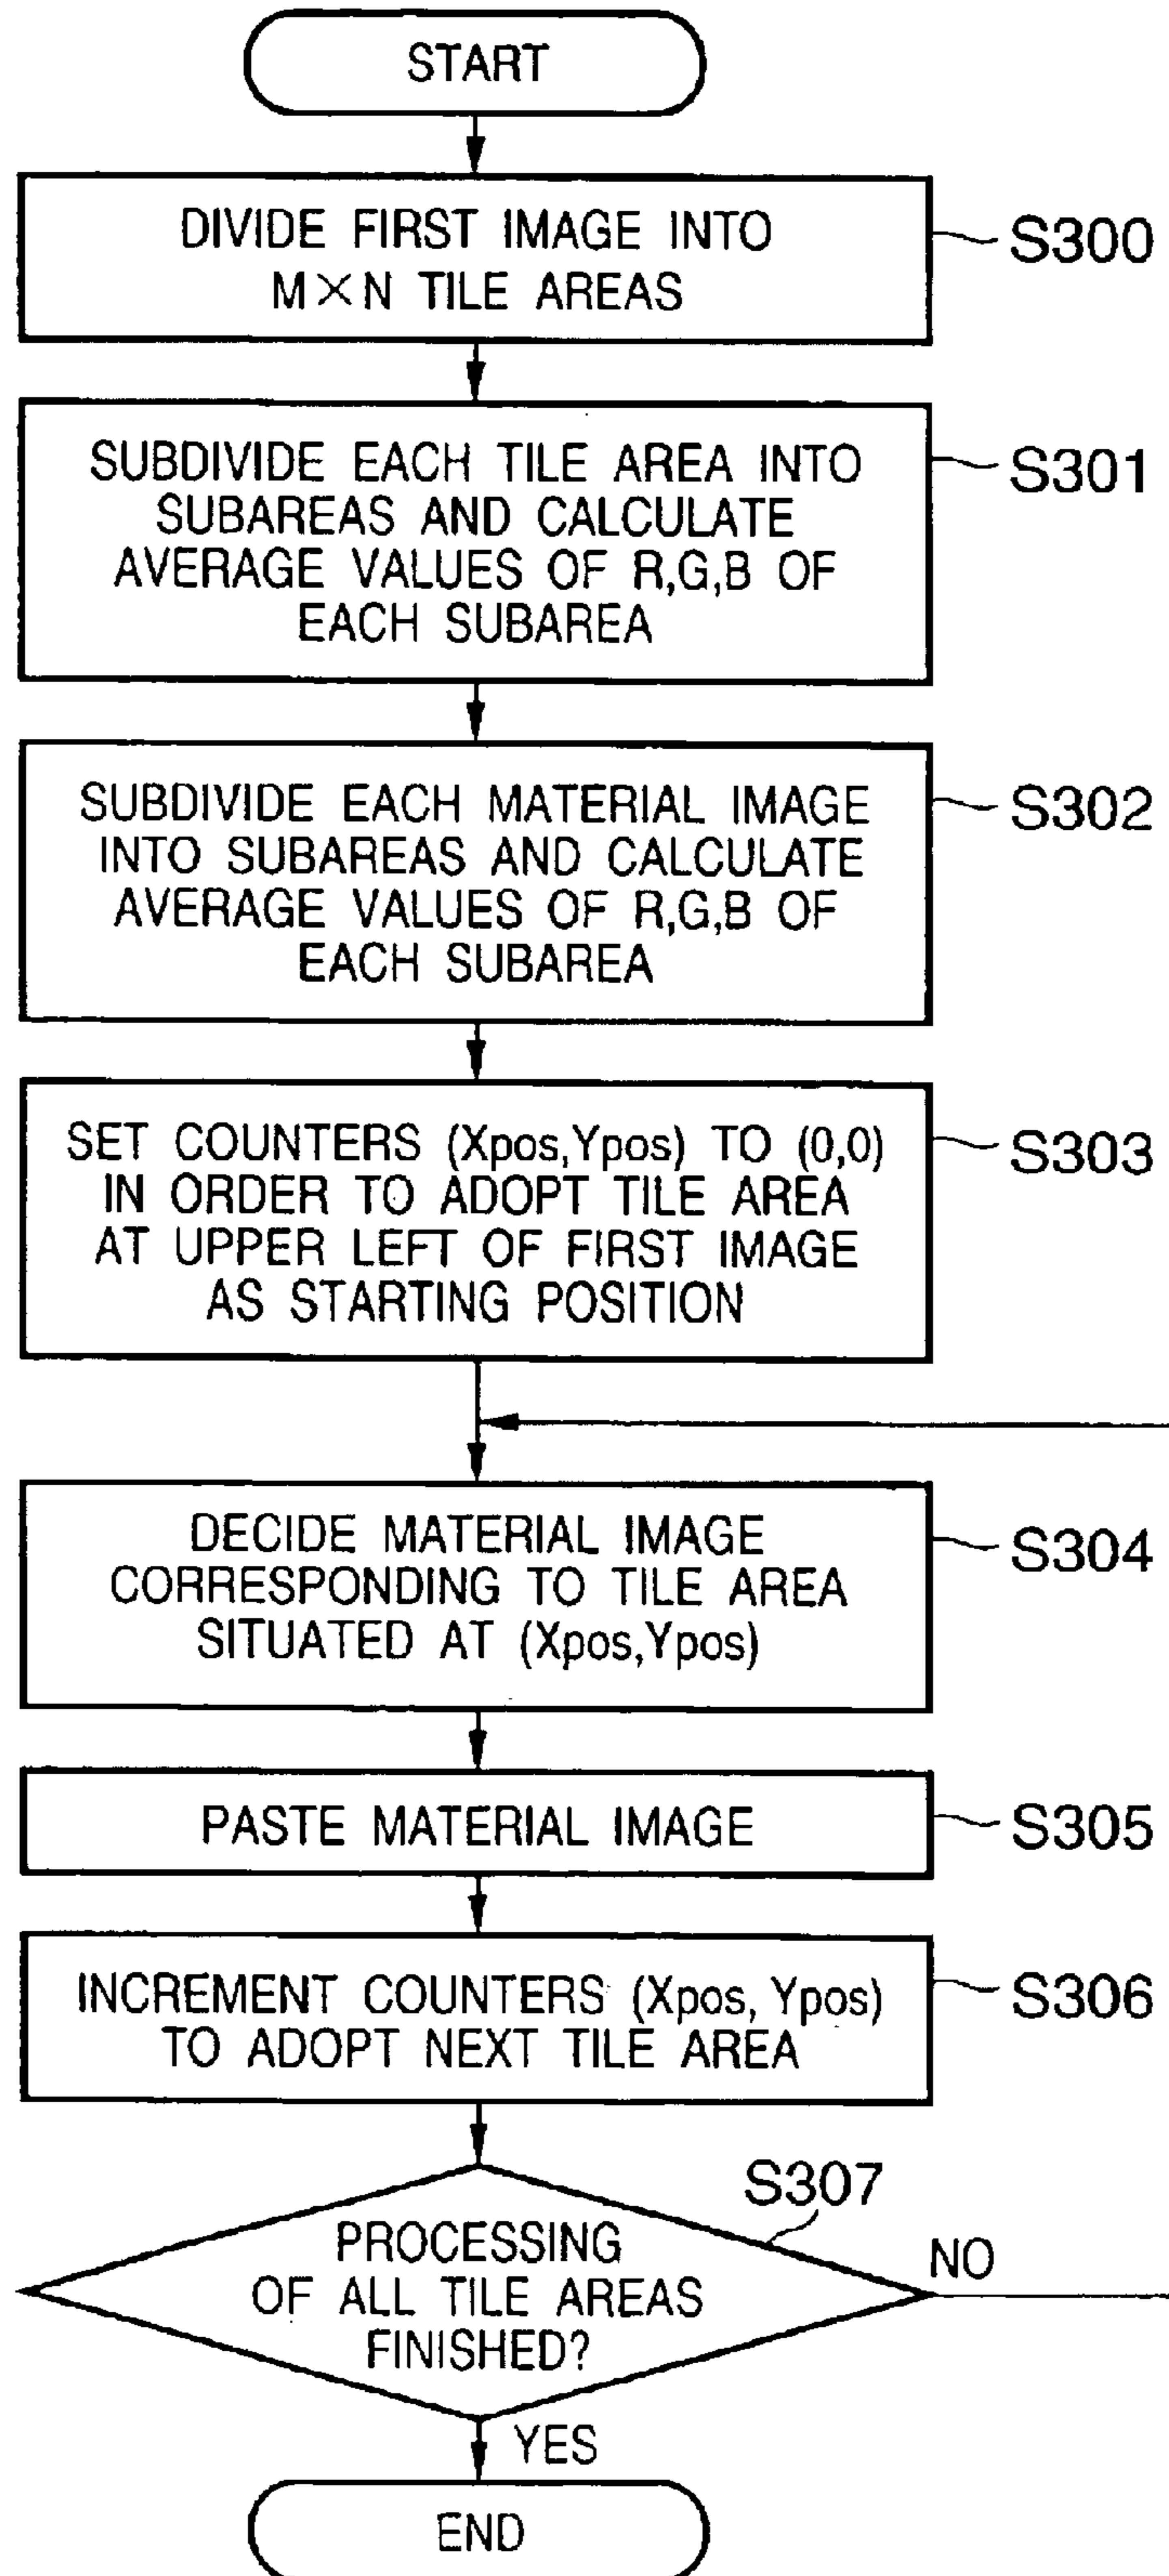 START
DIVIDE FIRST IMAGE INTO
M×N TILE AREAS
S300
SUBDIVIDE EACH TILE AREA INTO
SUBAREAS AND CALCULATE
AVERAGE VALUES OF R,G,B OF
EACH SUBAREA
S301
SUBDIVIDE EACH MATERIAL IMAGE
INTO SUBAREAS AND CALCULATE
AVERAGE VALUES OF R,G,B OF
EACH SUBAREA
S302
SET COUNTERS (Xpos,Ypos) TO (0,0)
IN ORDER TO ADOPT TILE AREA
AT UPPER LEFT OF FIRST IMAGE
AS STARTING POSITION
S303
DECIDE MATERIAL IMAGE
CORRESPONDING TO TILE AREA
SITUATED AT (Xpos,Ypos)
S304
PASTE MATERIAL IMAGE
S305
INCREMENT COUNTERS (Xpos, Ypos)
TO ADOPT NEXT TILE AREA
S306
S307
PROCESSING
OF ALL TILE AREAS
FINISHED?
NO
YES
END